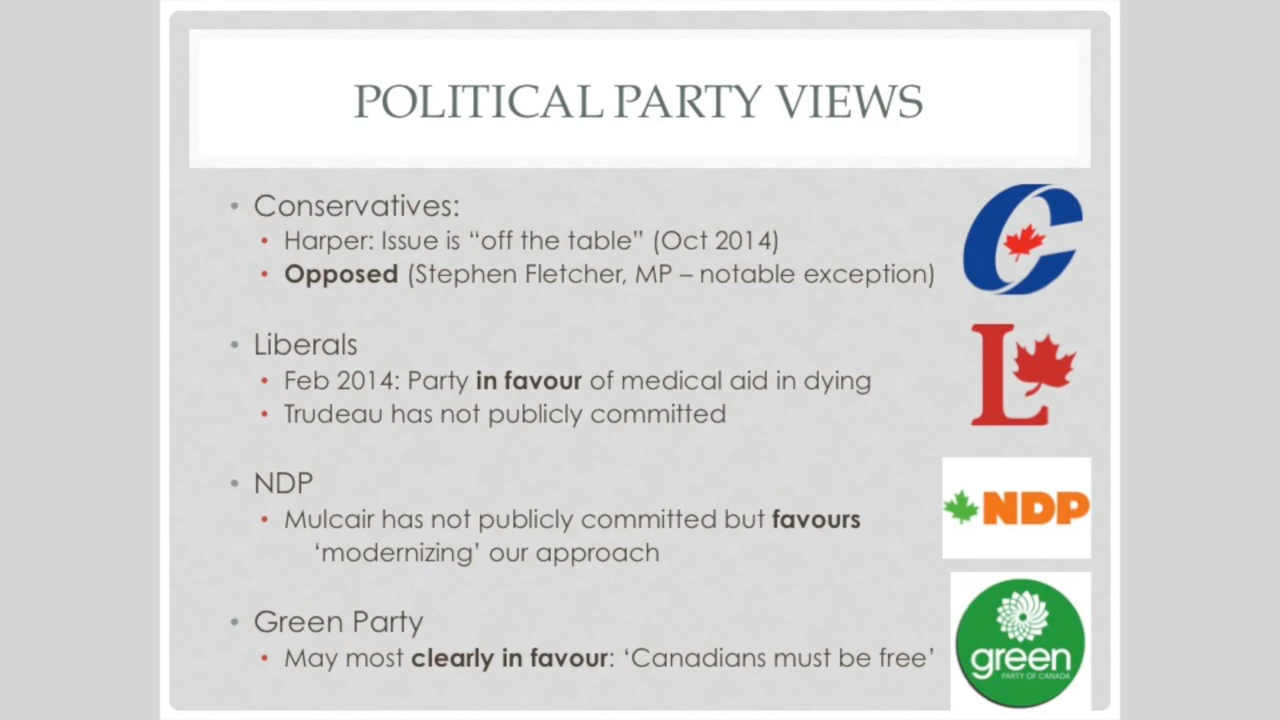 POLITICAL PARTY VIEWS
• Conservatives:
• Harper: Issue is “off the table” (Oct 2014)
• Opposed (Stephen Fletcher, MP – notable exception)
• Liberals
• Feb 2014: Party in favour of medical aid in dying
• Trudeau has not publicly committed
• NDP
• Mulcair has not publicly committed but favours
‘modernizing’ our approach
NDP
• Green Party
• May most clearly in favour: ‘Canadians must be free’
green
PARTY OF CANADA